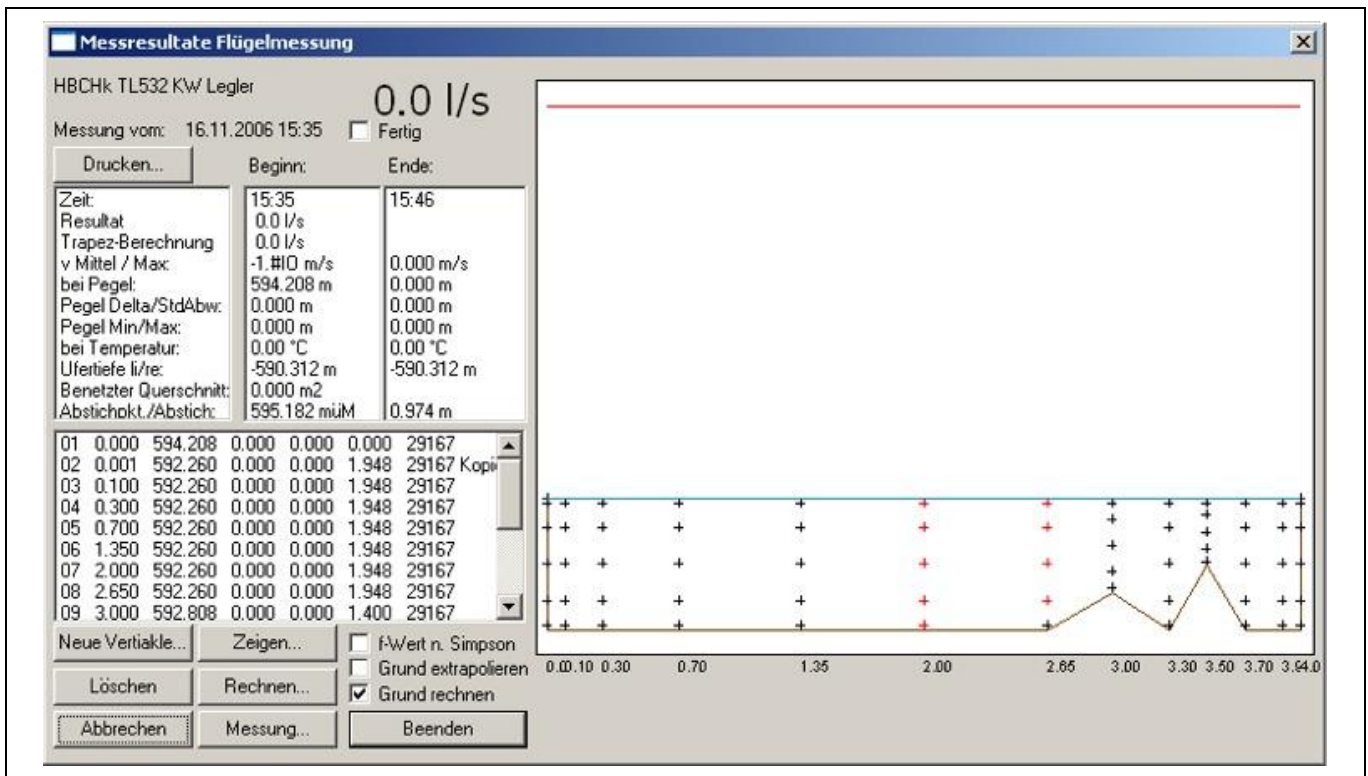 Messresultate Flügelmessung
HBCHk TL532 KW Legler
0.0 l/s
Messung vom: 16.11.2006 15:35
Fertig
Drucken...
Beginn:
Ende:
Zeit: 15:35 15:46
Resultat 0.0 l/s
Trapez-Berechnung 0.0 l/s
v Mittel / Max: -1.#IO m/s 0.000 m/s
bei Pegel: 594.208 m 0.000 m
Pegel Delta/StdAbw: 0.000 m 0.000 m
Pegel Min/Max: 0.000 m 0.000 m
bei Temperatur: 0.00 °C 0.00 °C
Ufertiefe li/re: -590.312 m -590.312 m
Benetzter Querschnitt: 0.000 m2
Abstichpkt./Abstich: 595.182 müM 0.974 m
01 0.000 594.208 0.000 0.000 0.000 29167
02 0.001 592.260 0.000 0.000 1.948 29167 Kopi
03 0.100 592.260 0.000 0.000 1.948 29167
04 0.300 592.260 0.000 0.000 1.948 29167
05 0.700 592.260 0.000 0.000 1.948 29167
06 1.350 592.260 0.000 0.000 1.948 29167
07 2.000 592.260 0.000 0.000 1.948 29167
08 2.650 592.260 0.000 0.000 1.948 29167
09 3.000 592.808 0.000 0.000 1.400 29167
Neue Vertiakle...
Zeigen...
f-Wert n. Simpson
Grund extrapolieren
Löschen
Rechnen...
Grund rechnen
Abbrechen
Messung...
Beenden
0.10 0.30 0.70 1.35 2.00 2.65 3.00 3.30 3.50 3.70